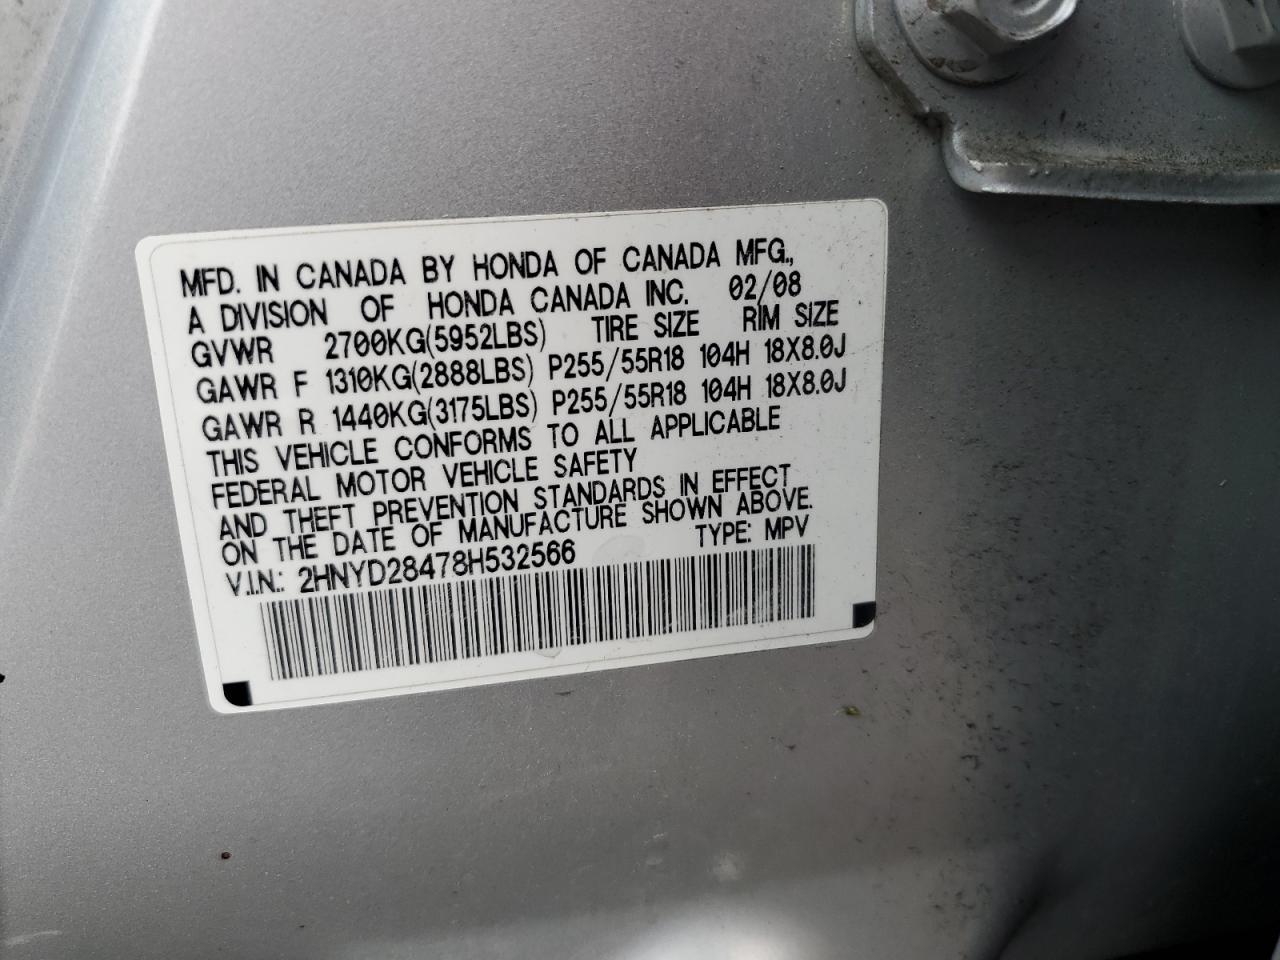 MFD. IN CANADA BY HONDA OF CANADA MFG.,
A DIVISION OF HONDA CANADA INC. 02/08
GVWR 2700KG(5952LBS) TIRE SIZE RIM SIZE
GAWR F 1310KG(2888LBS) P255/55R18 104H 18X8.0J
GAWR R 1440KG(3175LBS) P255/55R18 104H 18X8.0J
THIS VEHICLE CONFORMS TO ALL APPLICABLE
FEDERAL MOTOR VEHICLE SAFETY
AND THEFT PREVENTION STANDARDS IN EFFECT
ON THE DATE OF MANUFACTURE SHOWN ABOVE.
V.I.N.: 2HNYD28478H532566 TYPE: MPV